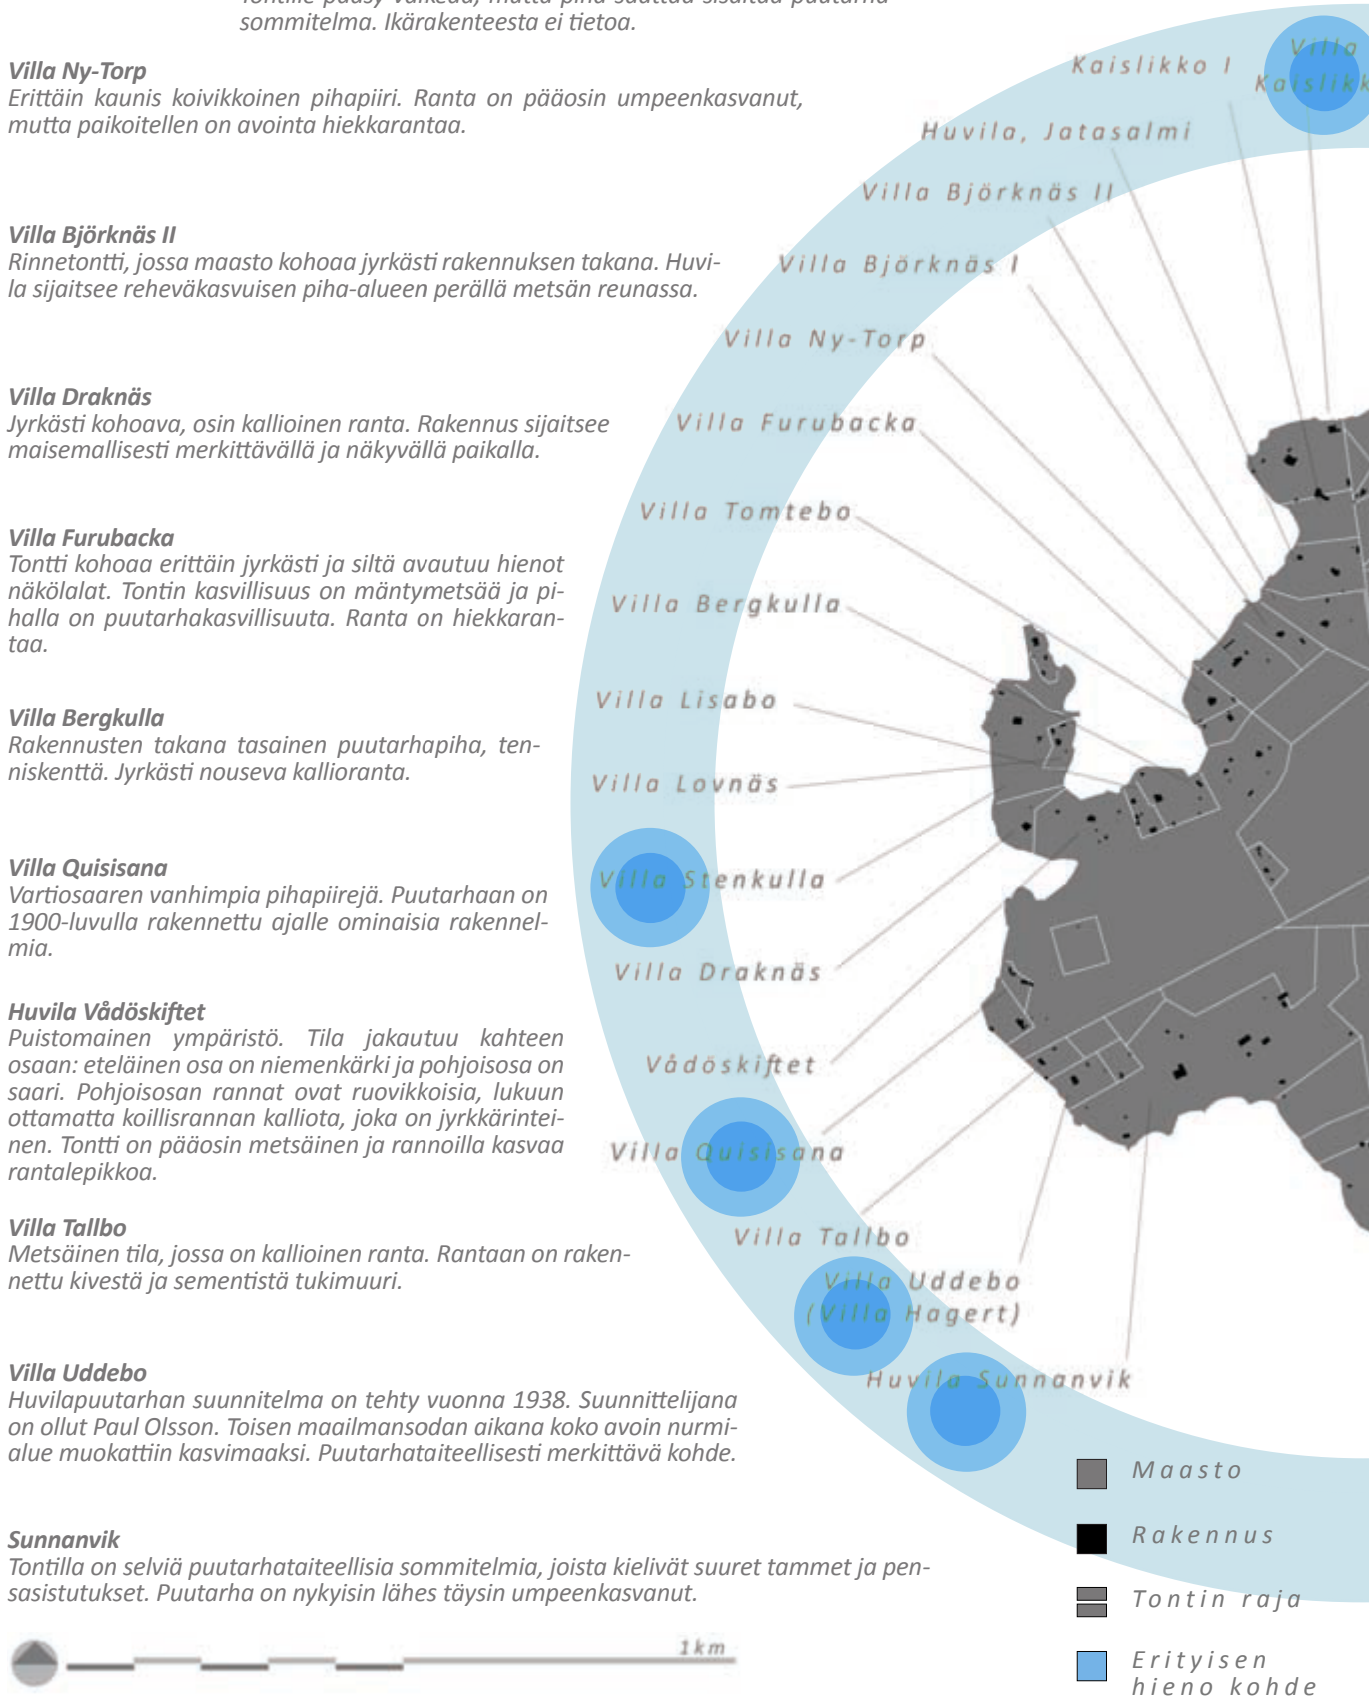 sommitelma. Ikärakenteesta ei tietoa.
Villa Ny-Torp
Erittäin kaunis koivikkoinen pihapiiri. Ranta on pääosin umpeenkasvanut,
mutta paikoitellen on avointa hiekkarantaa.
Villa Björknäs II
Rinnetontti, jossa maasto kohoaa jyrkästi rakennuksen takana. Huvi-
la sijaitsee reheväkasvuisen piha-alueen perällä metsän reunassa.
Villa Draknäs
Jyrkästi kohoava, osin kallioinen ranta. Rakennus sijaitsee
maisemallisesti merkittävällä ja näkyvällä paikalla.
Villa Furubacka
Tontti kohoaa erittäin jyrkästi ja siltä avautuu hienot
näkölalat. Tontin kasvillisuus on mäntymetsää ja pi-
halla on puutarhakasvillisuutta. Ranta on hiekkaran-
taa.
Villa Bergkulla
Rakennusten takana tasainen puutarhapiha, ten-
niskenttä. Jyrkästi nouseva kallioranta.
Villa Quisisana
Vartiosaaren vanhimpia pihapiirejä. Puutarhaan on
1900-luvulla rakennettu ajalle ominaisia rakennel-
mia.
Huvila Vådöskiftet
Puistomainen ympäristö. Tila jakautuu kahteen
osaan: eteläinen osa on niemenkärki ja pohjoisosa on
saari. Pohjoisosan rannat ovat ruovikkoisia, lukuun
ottamatta koillisrannan kalliota, joka on jyrkkärintei-
nen. Tontti on pääosin metsäinen ja rannoilla kasvaa
rantalepikkoa.
Villa Tallbo
Metsäinen tila, jossa on kallioinen ranta. Rantaan on raken-
nettu kivestä ja sementistä tukimuuri.
Villa Uddebo
Huvilapuutarhan suunnitelma on tehty vuonna 1938. Suunnittelijana
on ollut Paul Olsson. Toisen maailmansodan aikana koko avoin nurmi-
alue muokattiin kasvimaaksi. Puutarhataiteellisesti merkittävä kohde.
Sunnanvik
Tontilla on selviä puutarhataiteellisia sommitelmia, joista kielivät suuret tammet ja pen-
sasistutukset. Puutarha on nykyisin lähes täysin umpeenkasvanut.
1km
Kaislikko I
Villa
Huvila, Jatasalmi
Villa Björknäs II
Villa Björknäs I
Villa Ny-Torp
Villa Furubacka
Villa Tomtebo
Villa Bergkulla
Villa Lisabo
Villa Lovnäs
Villa Stenkulla
Villa Draknäs
Vådöskiftet
Villa Quisisana
Villa Tallbo
Villa Uddebo
(Villa Hagert)
Huvila Sunnanvik
Maasto
Rakennus
Tontin raja
Erityisen
hieno kohde